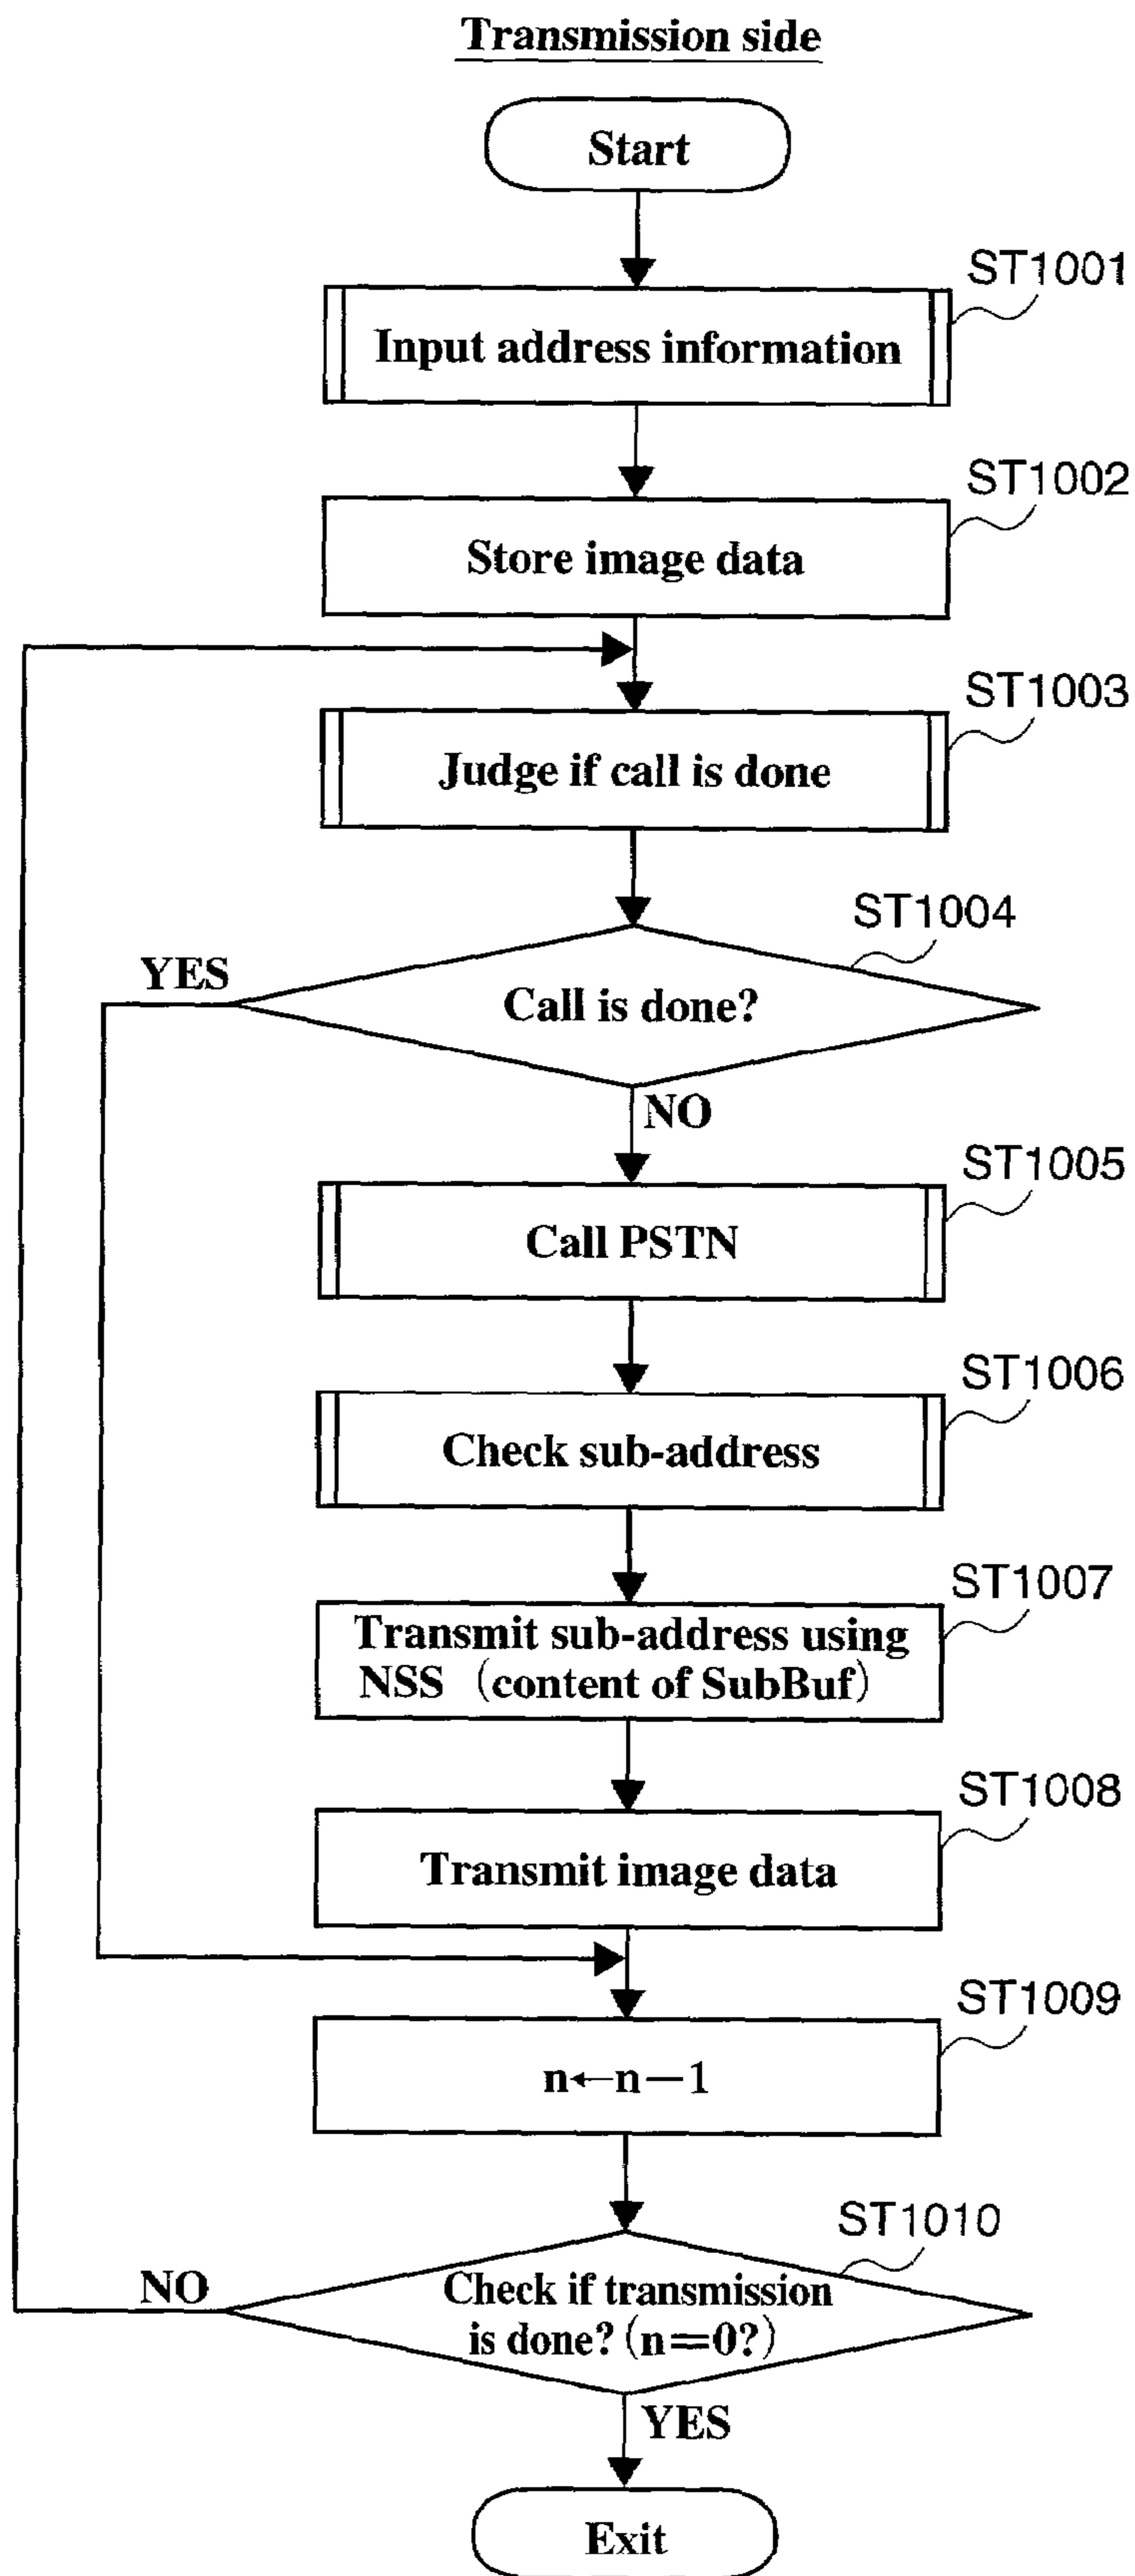 Transmission side
Start
ST1001
Input address information
ST1002
Store image data
ST1003
Judge if call is done
ST1004
YES
Call is done?
NO
ST1005
Call PSTN
ST1006
Check sub-address
ST1007
Transmit sub-address using
NSS (content of SubBuf)
ST1008
Transmit image data
ST1009
n←n−1
ST1010
NO
Check if transmission
is done? (n==0?)
YES
Exit